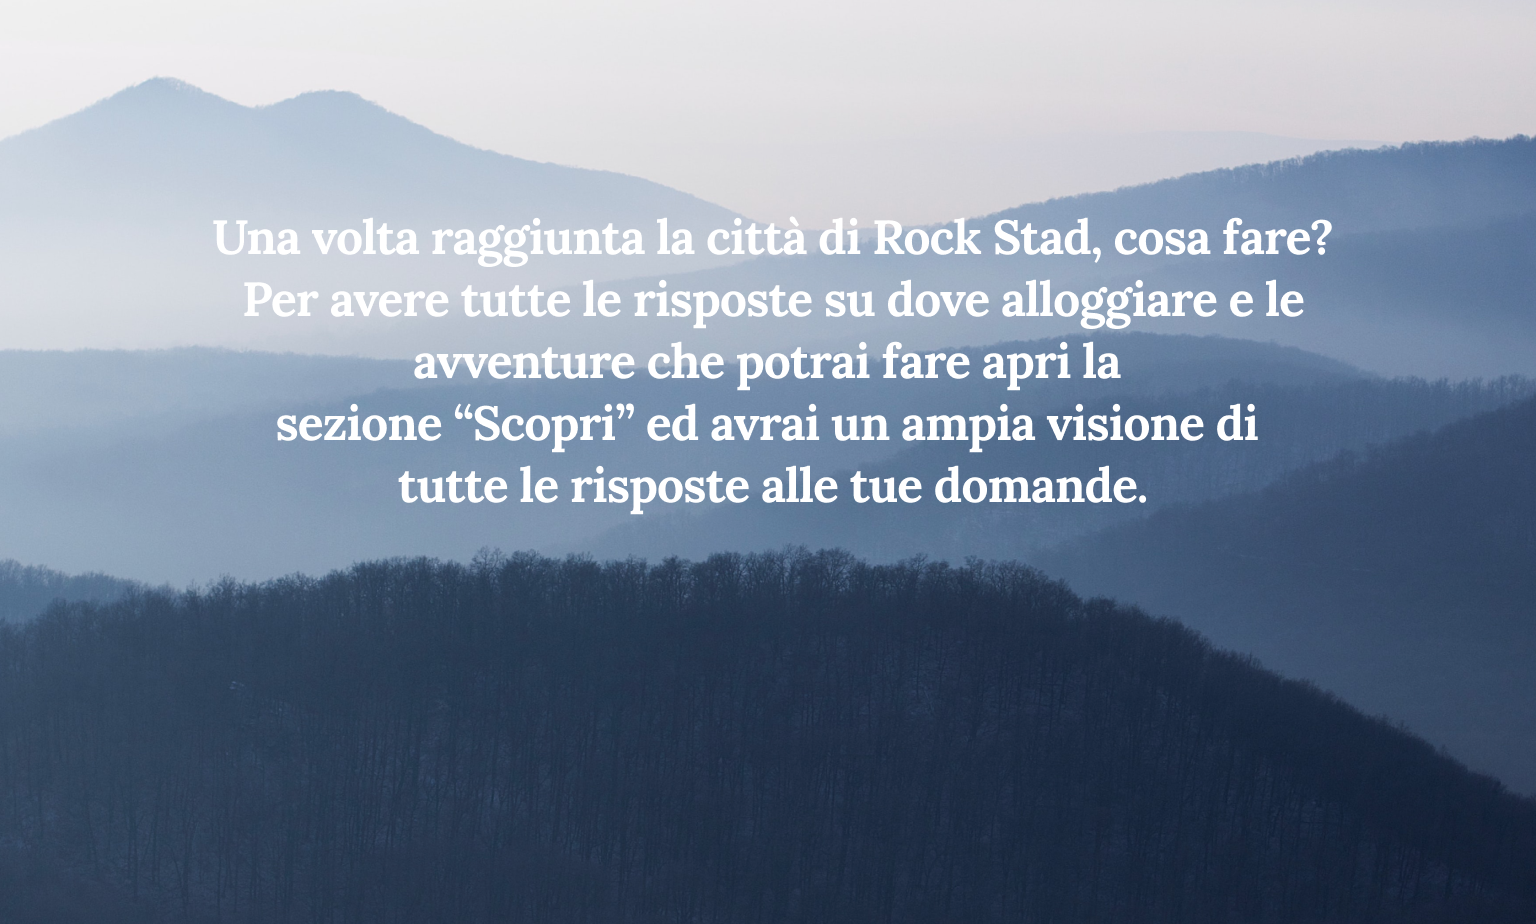 Una volta raggiunta la città di Rock Stad, cosa fare?
Per avere tutte le risposte su dove alloggiare e le
avventure che potrai fare apri la
sezione “Scopri” ed avrai un ampia visione di
tutte le risposte alle tue domande.